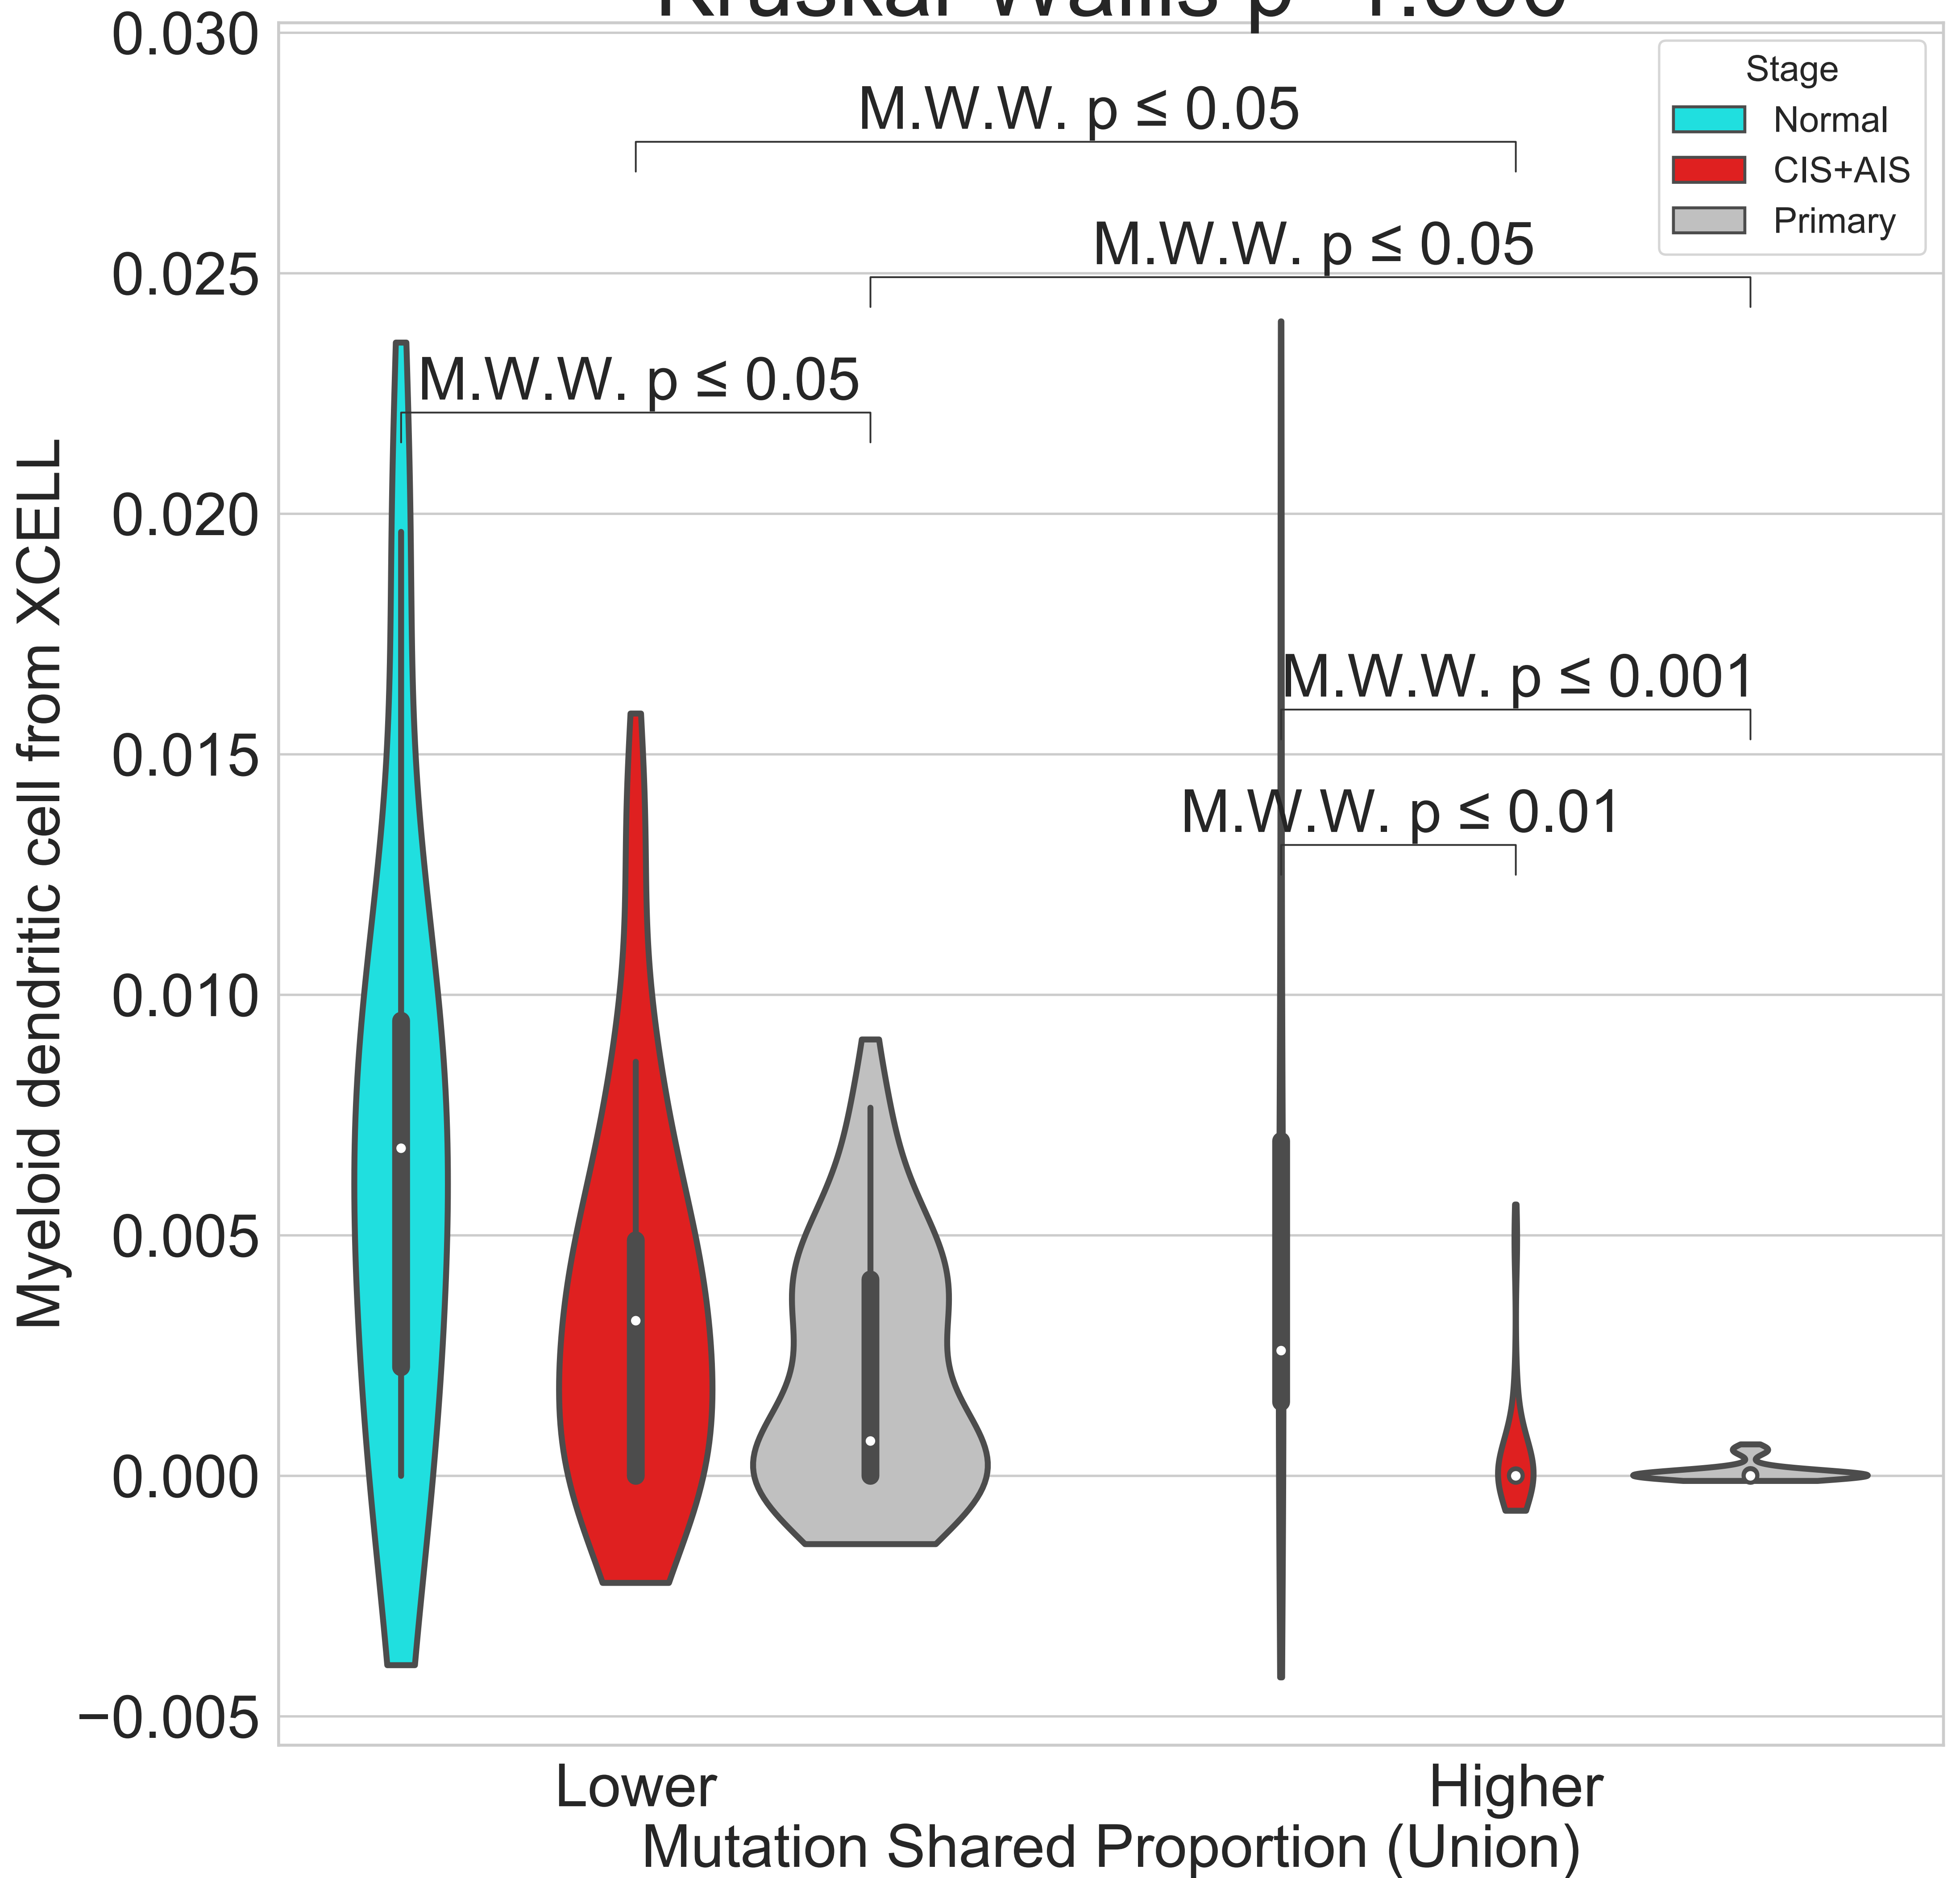 Kruskal-Wallis p
0.030
0.025
0.020
0.015
0.010
0.005
0.000
−0.005
Myeloid dendritic cell from XCELL
M.W.W. p ≤ 0.05
M.W.W. p ≤ 0.05
M.W.W. p ≤ 0.05
M.W.W. p ≤ 0.001
M.W.W. p ≤ 0.01
Stage
Normal
CIS+AIS
Primary
Lower
Higher
Mutation Shared Proportion (Union)